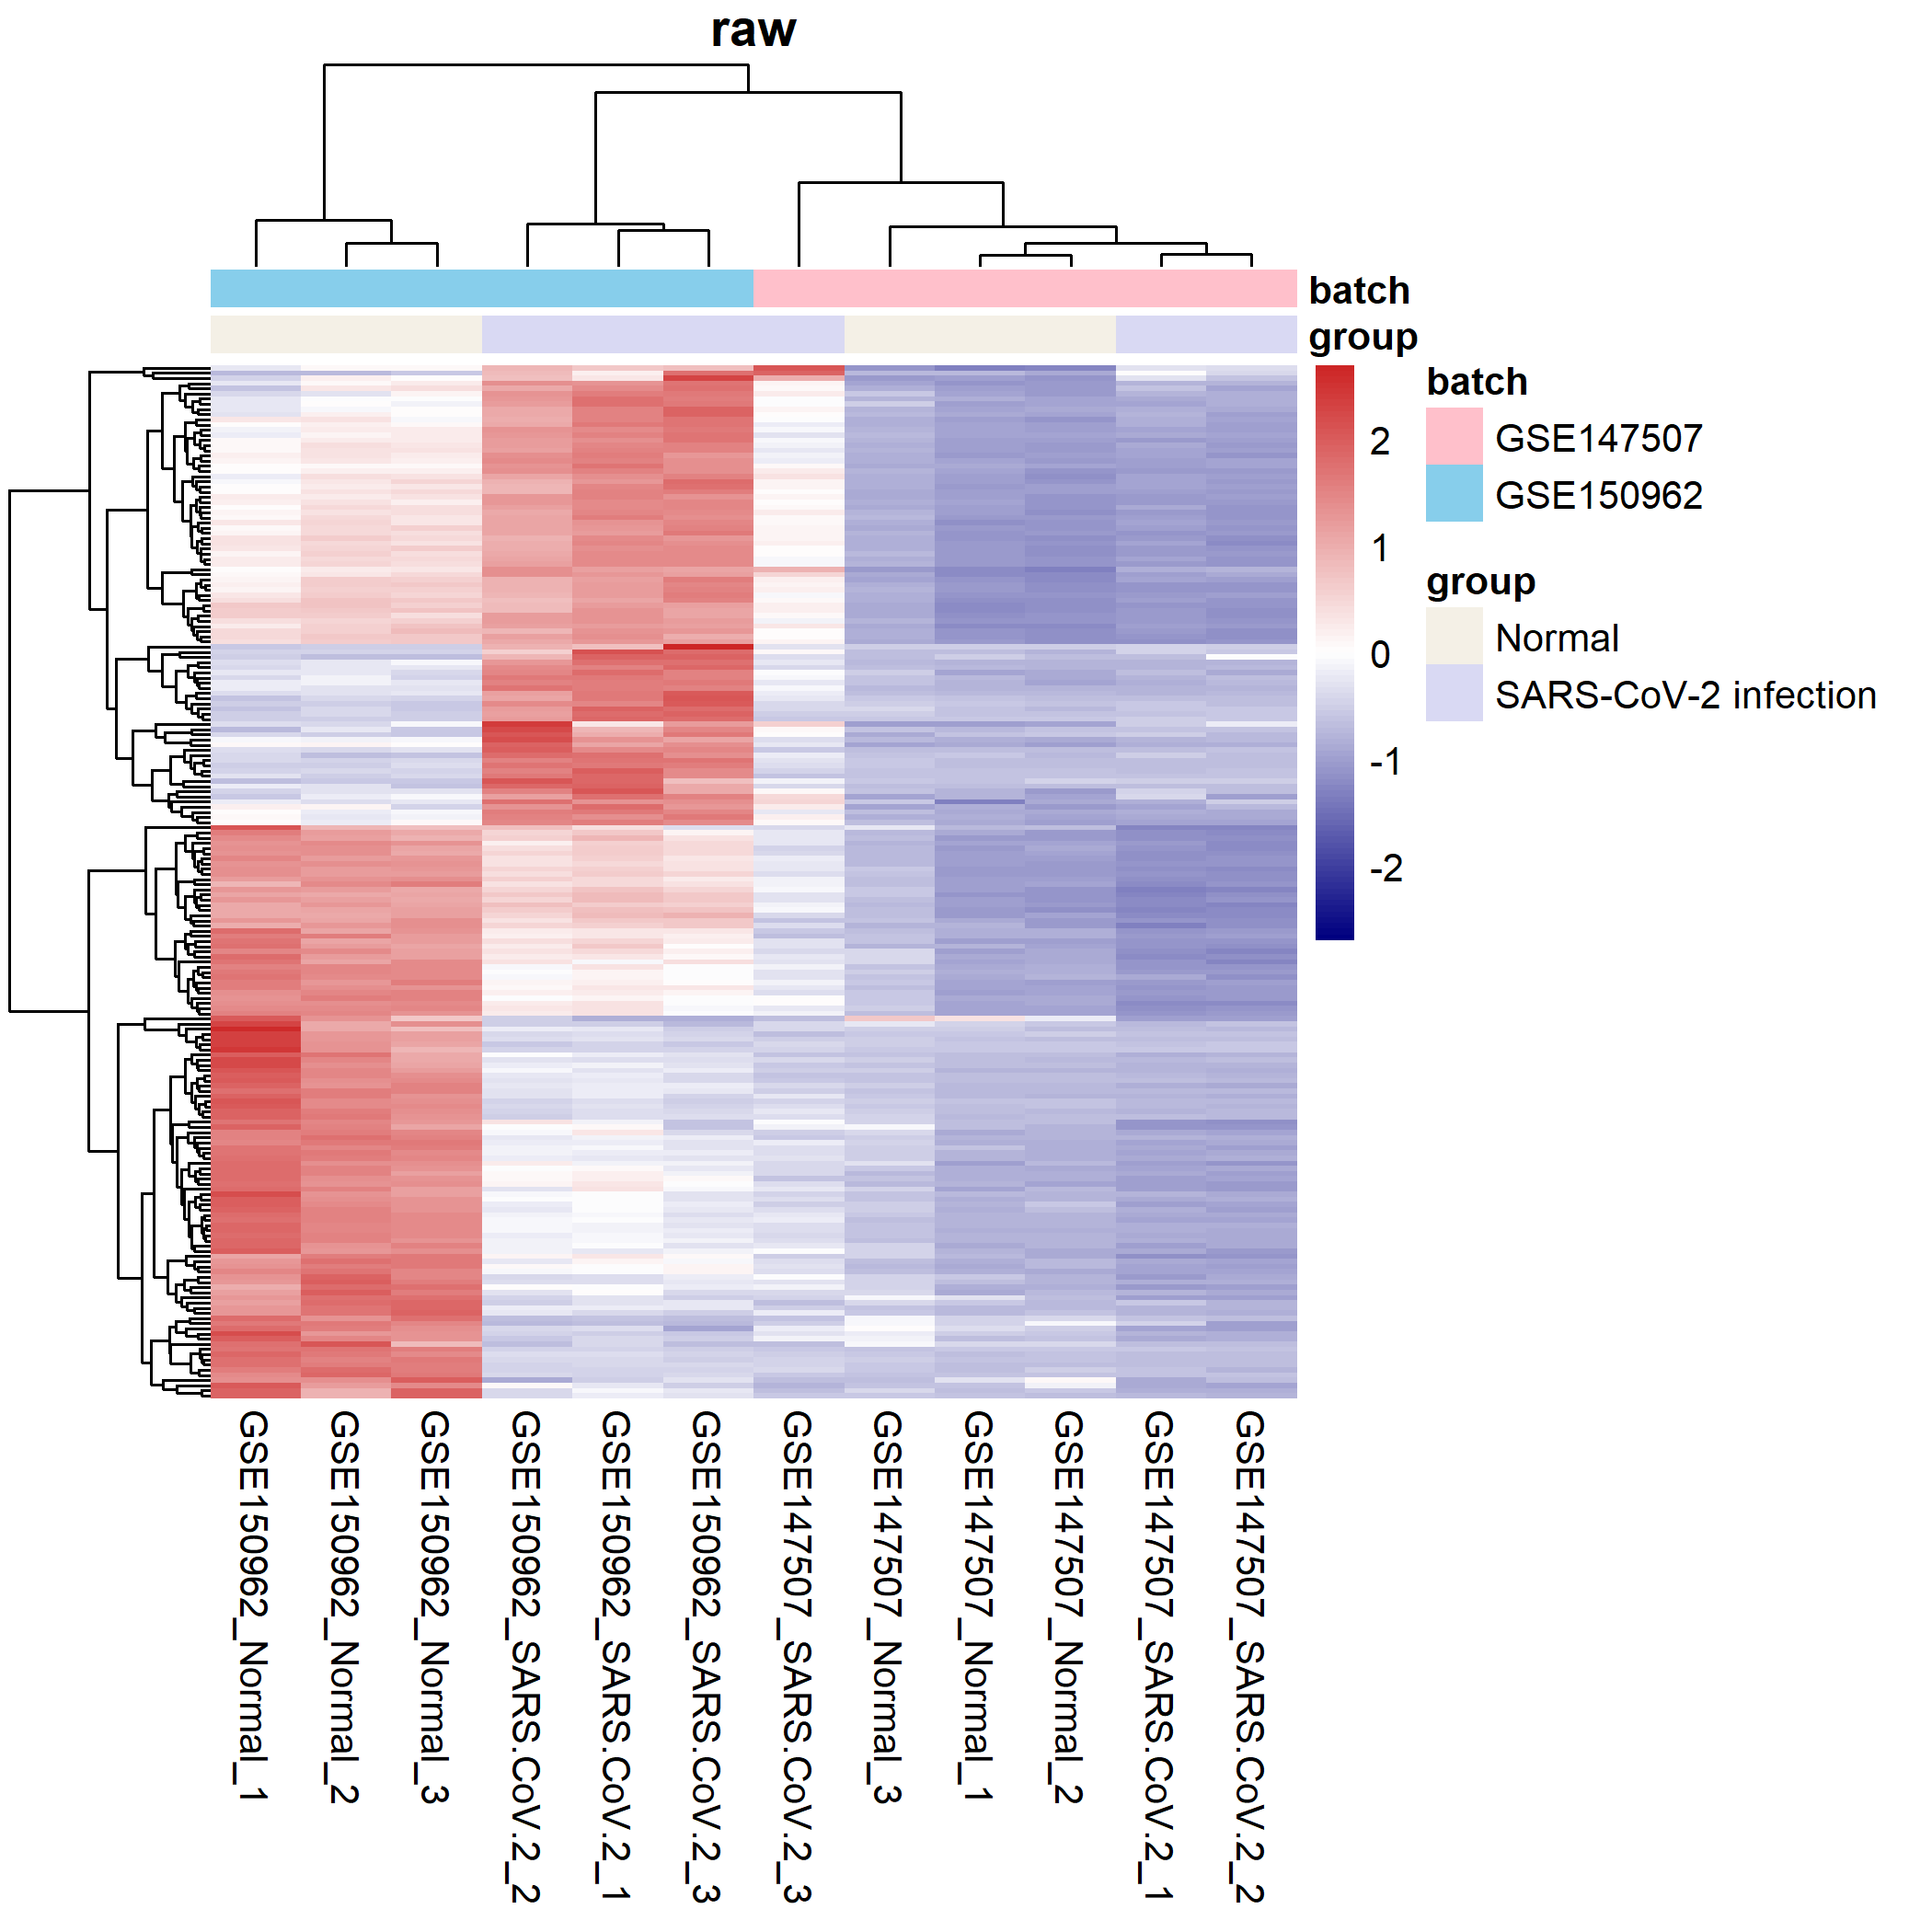 raw
batch
group
2
1
0
-1
-2
batch
GSE147507
GSE150962
group
Normal
SARS-CoV-2 infection
GSE150962_Normal_1
GSE150962_Normal_2
GSE150962_Normal_3
GSE150962_SARS.CoV.2_2
GSE150962_SARS.CoV.2_1
GSE150962_SARS.CoV.2_3
GSE147507_SARS.CoV.2_3
GSE147507_Normal_3
GSE147507_Normal_1
GSE147507_Normal_2
GSE147507_SARS.CoV.2_1
GSE147507_SARS.CoV.2_2